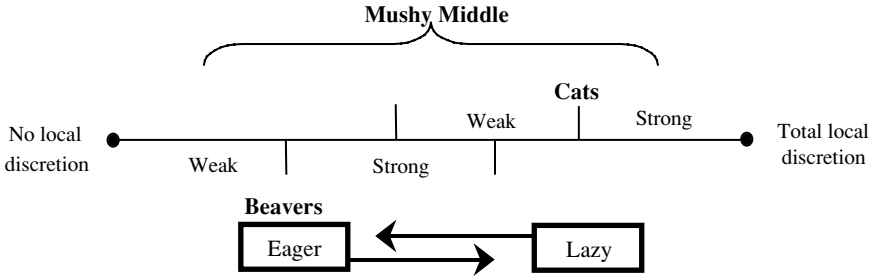 Mushy Middle
Cats
No local
discretion
Weak
Strong
Total local
discretion
Weak
Strong
Beavers
Eager
Lazy